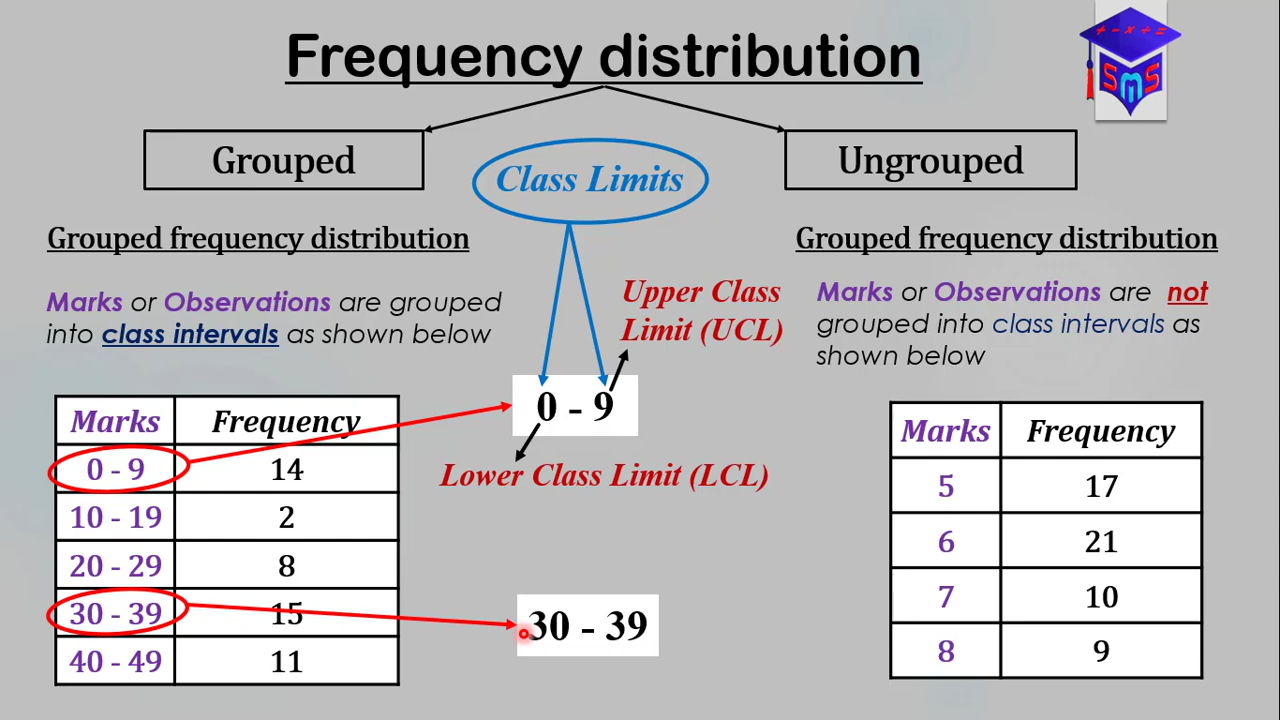 Frequency distribution
+ - x ÷ =
SMS
Grouped
Class Limits
Ungrouped
Grouped frequency distribution
Marks or Observations are grouped
into class intervals as shown below
Upper Class
Limit (UCL)
0 - 9
Lower Class Limit (LCL)
30 - 39
Grouped frequency distribution
Marks or Observations are not
grouped into class intervals as
shown below
Marks Frequency
0 - 9 14
10 - 19 2
20 - 29 8
30 - 39 15
40 - 49 11
Marks Frequency
5 17
6 21
7 10
8 9